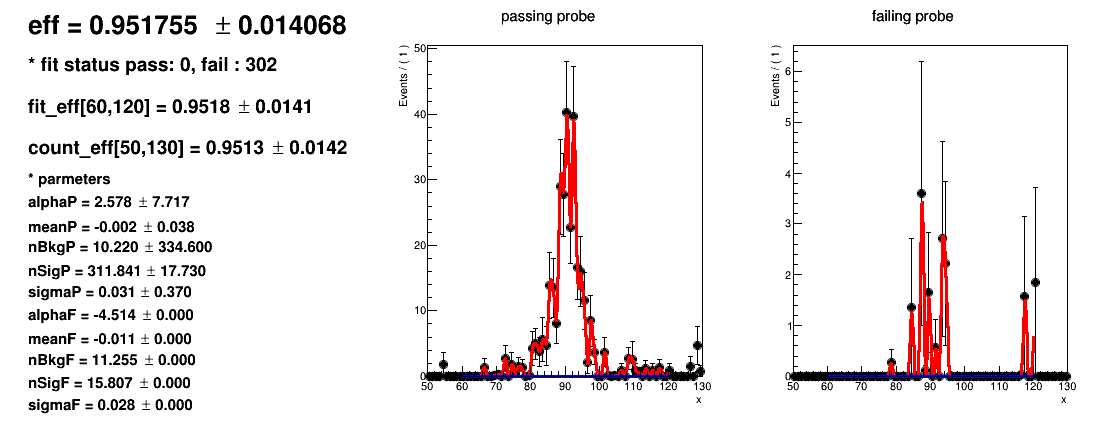 eff = 0.951755 ± 0.014068
* fit status pass: 0, fail : 302
fit_eff[60,120] = 0.9518 ± 0.0141
count_eff[50,130] = 0.9513 ± 0.0142
* parmeters
alphaP = 2.578 ± 7.717
meanP = -0.002 ± 0.038
nBkgP = 10.220 ± 334.600
nSigP = 311.841 ± 17.730
sigmaP = 0.031 ± 0.370
alphaF = -4.514 ± 0.000
meanF = -0.011 ± 0.000
nBkgF = 11.255 ± 0.000
nSigF = 15.807 ± 0.000
sigmaF = 0.028 ± 0.000
passing probe
Events / ( 1 )
50
40
30
20
10
0
50 60 70 80 90 100 110 120 130
x
failing probe
Events / ( 1 )
6
5
4
3
2
1
0
50 60 70 80 90 100 110 120 130
x